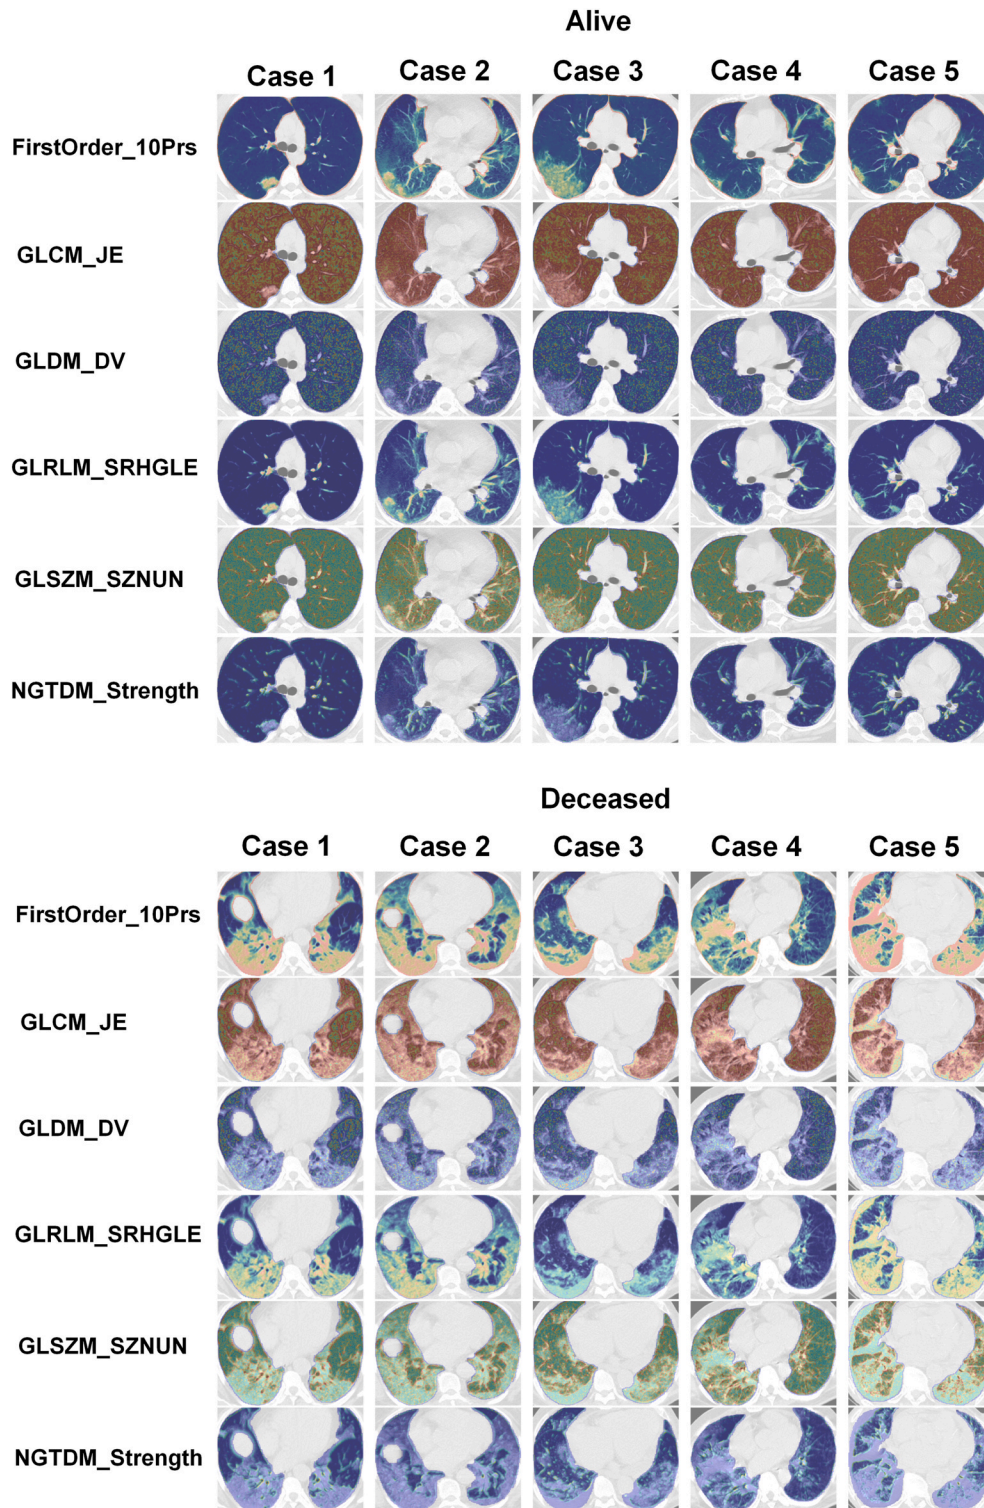 Alive
Case 1 Case 2 Case 3 Case 4 Case 5
FirstOrder_10Prs
GLCM_JE
GLDM_DV
GLRLM_SRHGLE
GLSZM_SZNUN
NGTDM_Strength
Deceased
Case 1 Case 2 Case 3 Case 4 Case 5
FirstOrder_10Prs
GLCM_JE
GLDM_DV
GLRLM_SRHGLE
GLSZM_SZNUN
NGTDM_Strength